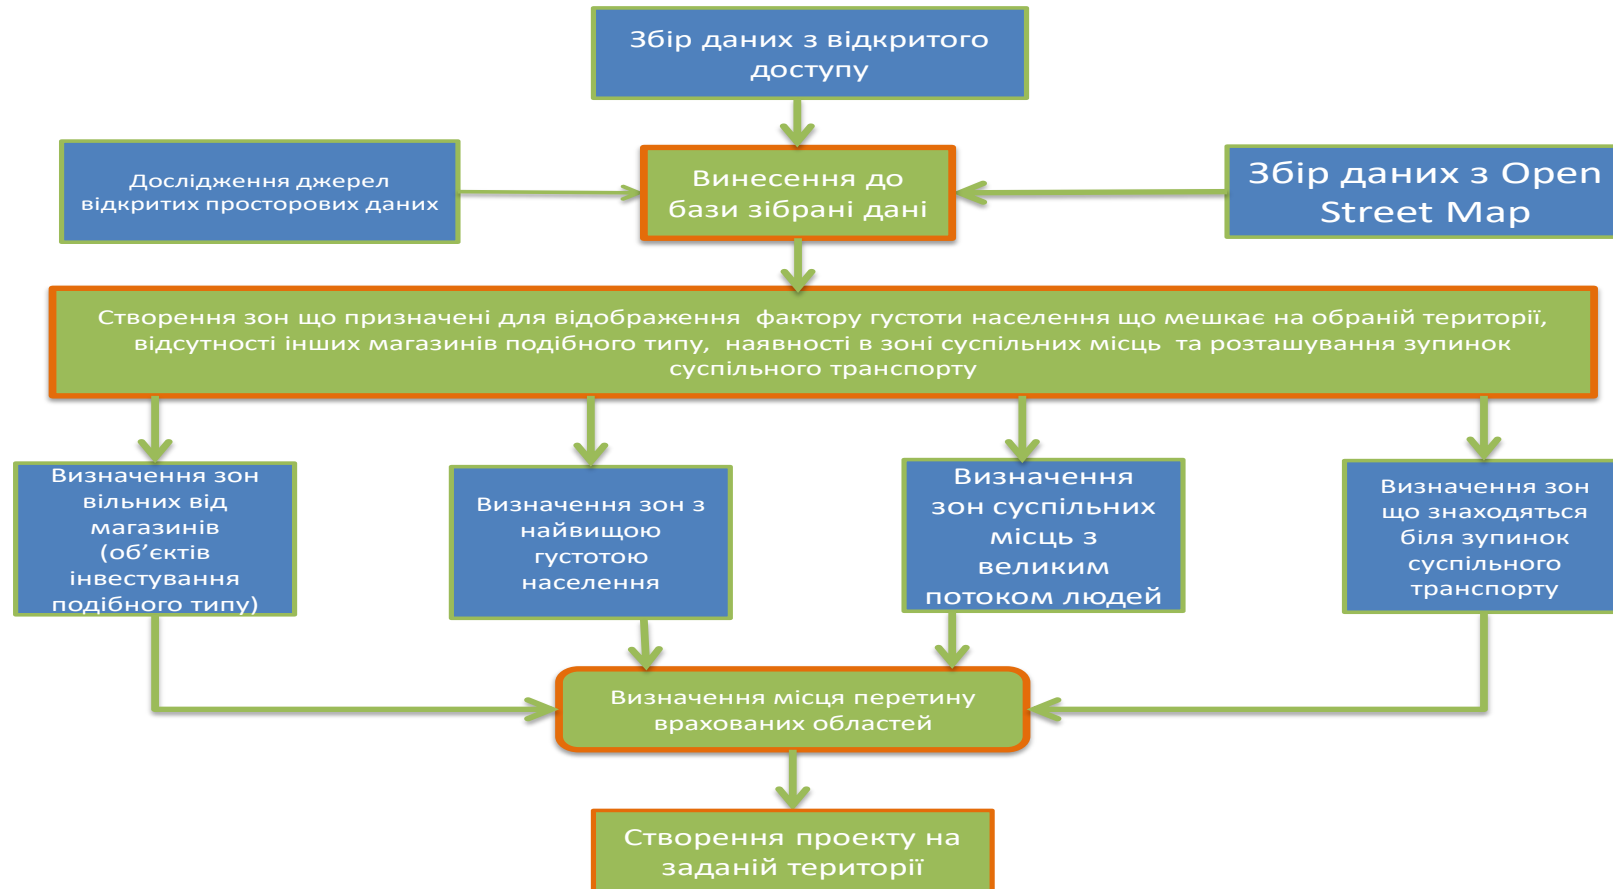 Збір даних з відкритого
доступу
Дослідження джерел
відкритих просторових даних
Винесення до
бази зібрані дані
Збір даних з Open
Street Map
Створення зон що призначені для відображення фактору густоти населення що мешкає на обраній території,
відсутності інших магазинів подібного типу, наявності в зоні суспільних місць та розташування зупинок
суспільного транспорту
Визначення зон
вільних від
магазинів
(об’єктів
інвестування
подібного типу)
Визначення зон з
найвищою
густотою
населення
Визначення
зон суспільних
місць з
великим
потоком людей
Визначення зон
що знаходяться
біля зупинок
суспільного
транспорту
Визначення місця перетину
врахованих областей
Створення проекту на
заданій території